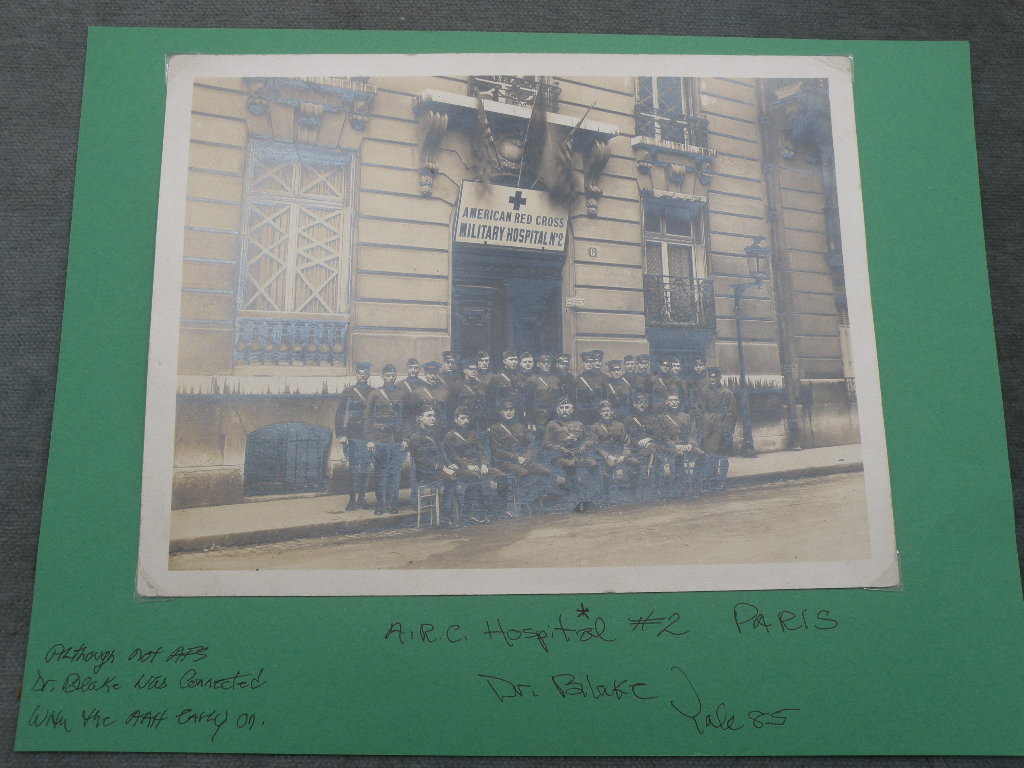 AMERICAN RED CROSS
MILITARY HOSPITAL Nº2
6
A.R.C. Hospital* #2 PARIS
Dr. Blake
Yale 85
Although not AFS
Dr. Blake was Connected
With the AAH Early on.